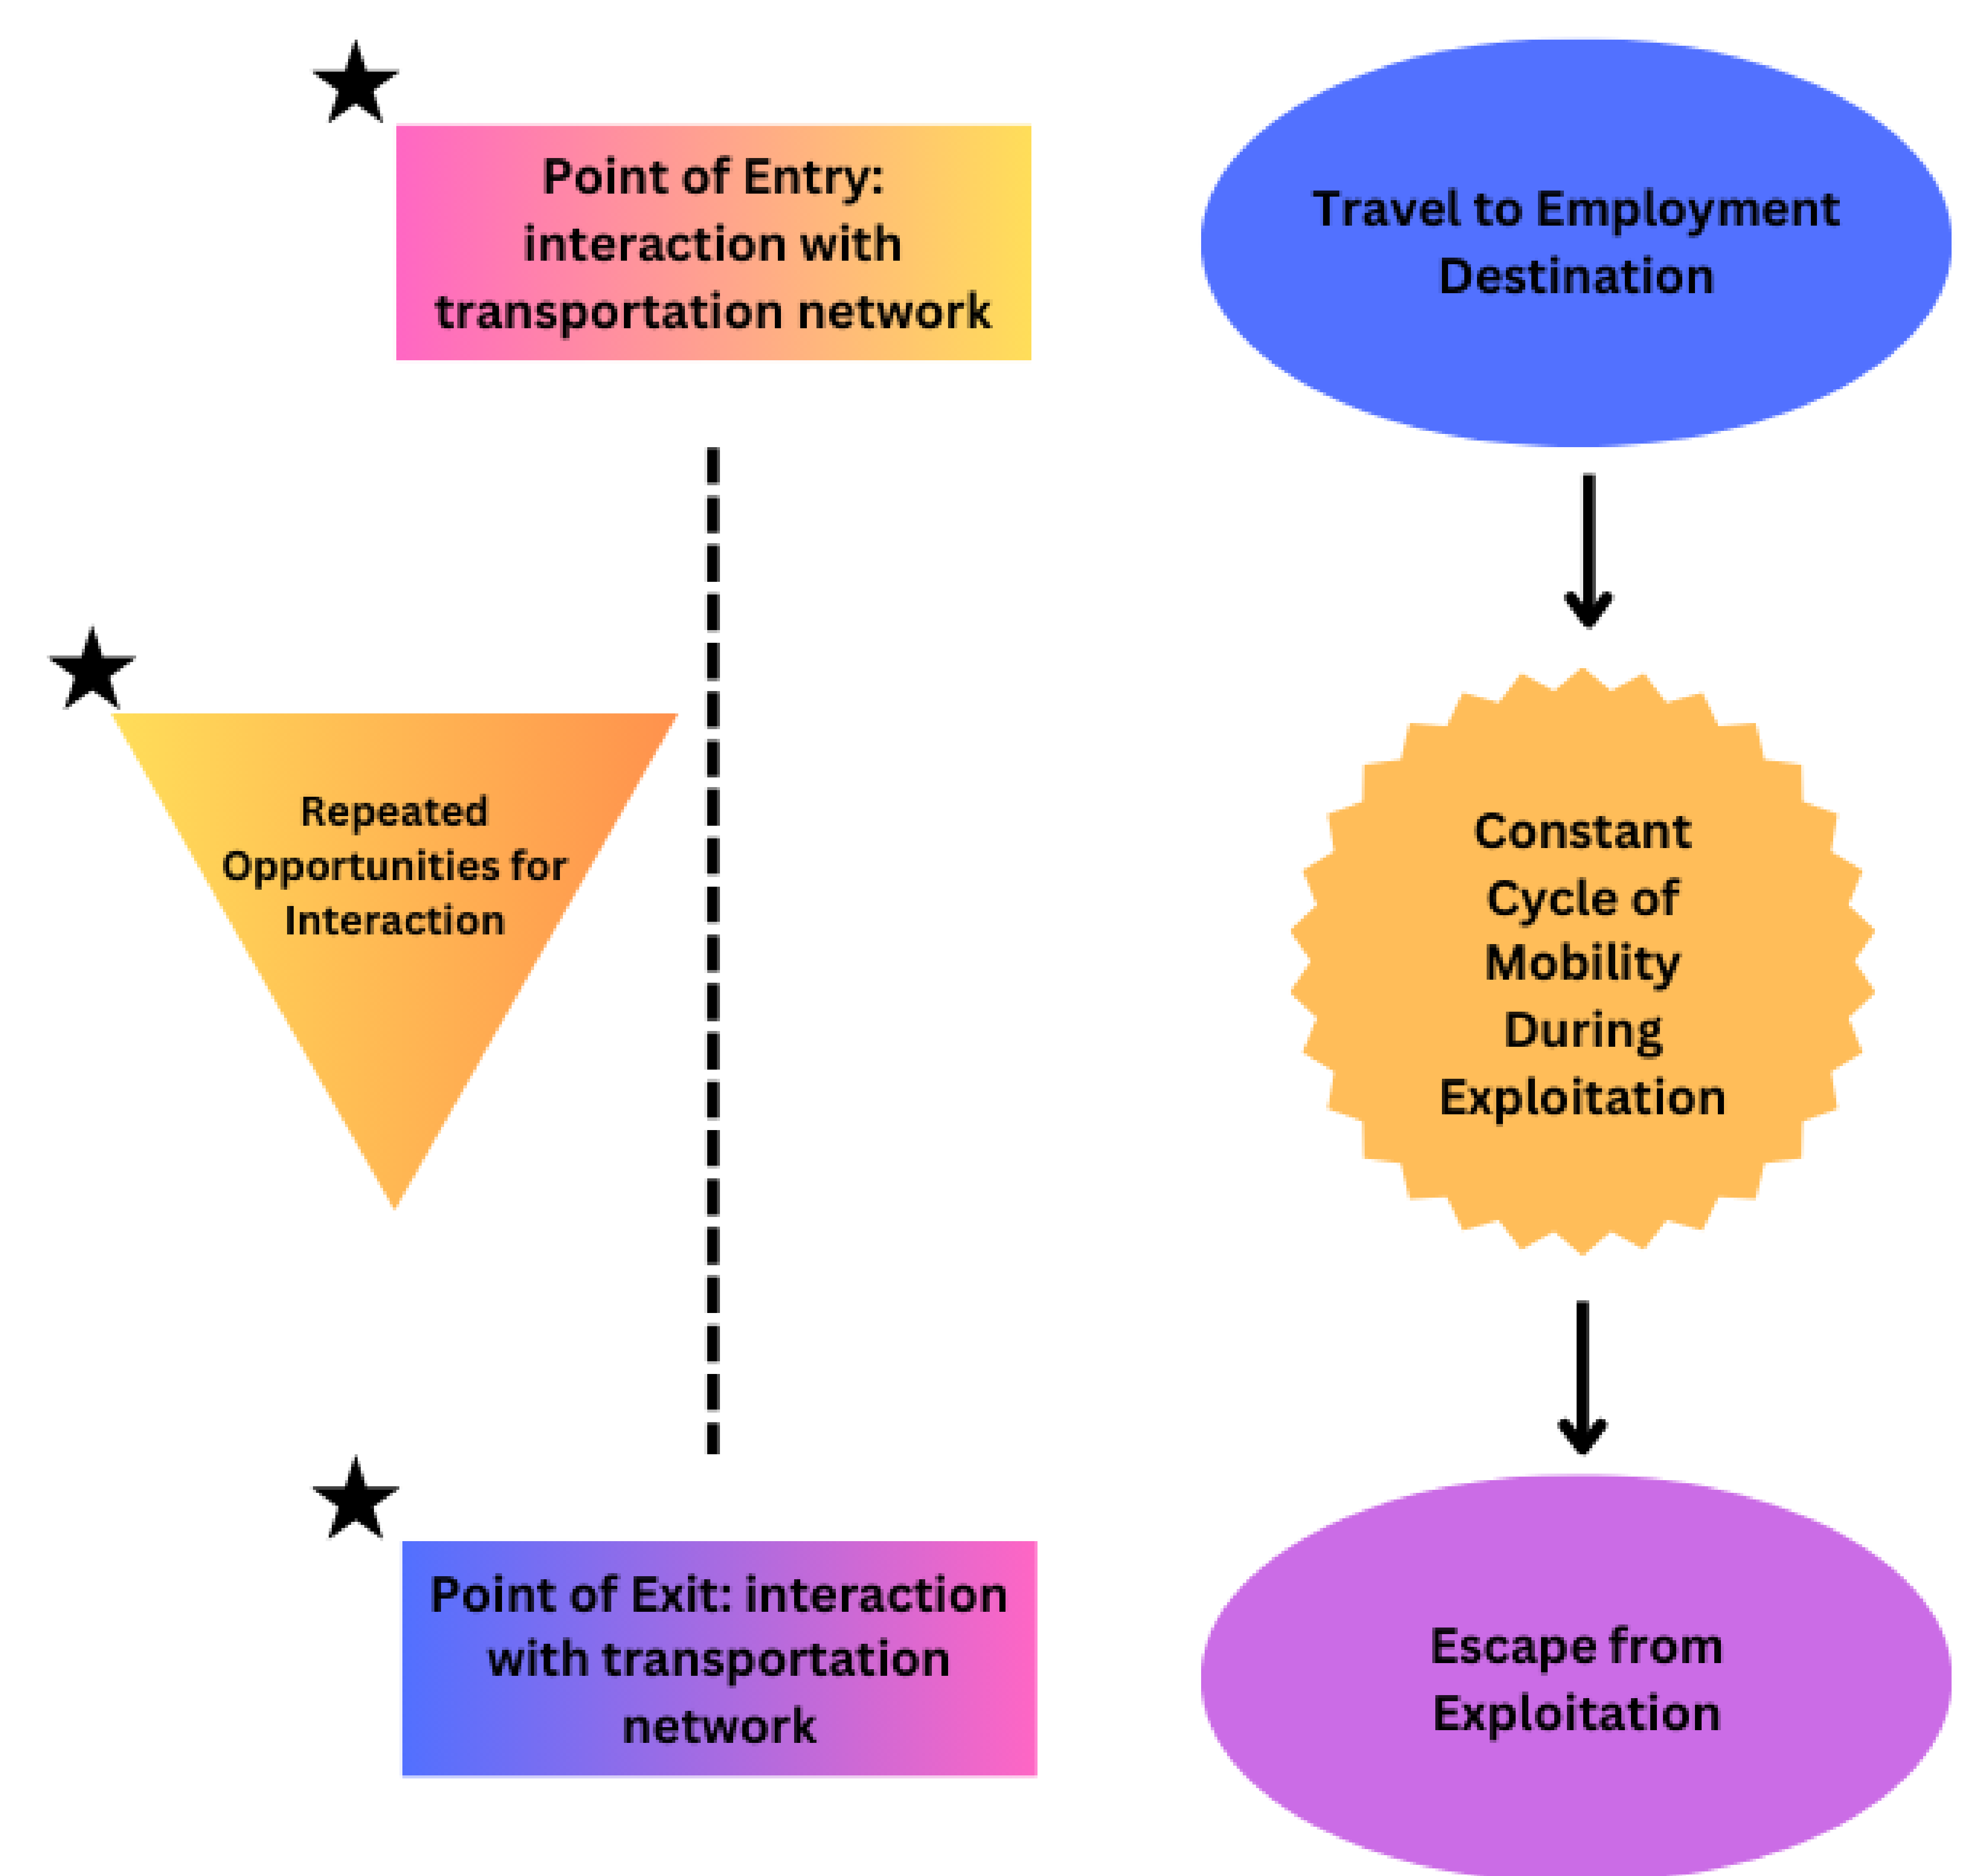 Point of Entry:
interaction with
transportation network
Travel to Employment
Destination
Repeated
Opportunities for
Interaction
Constant
Cycle of
Mobility
During
Exploitation
Point of Exit: interaction
with transportation
network
Escape from
Exploitation